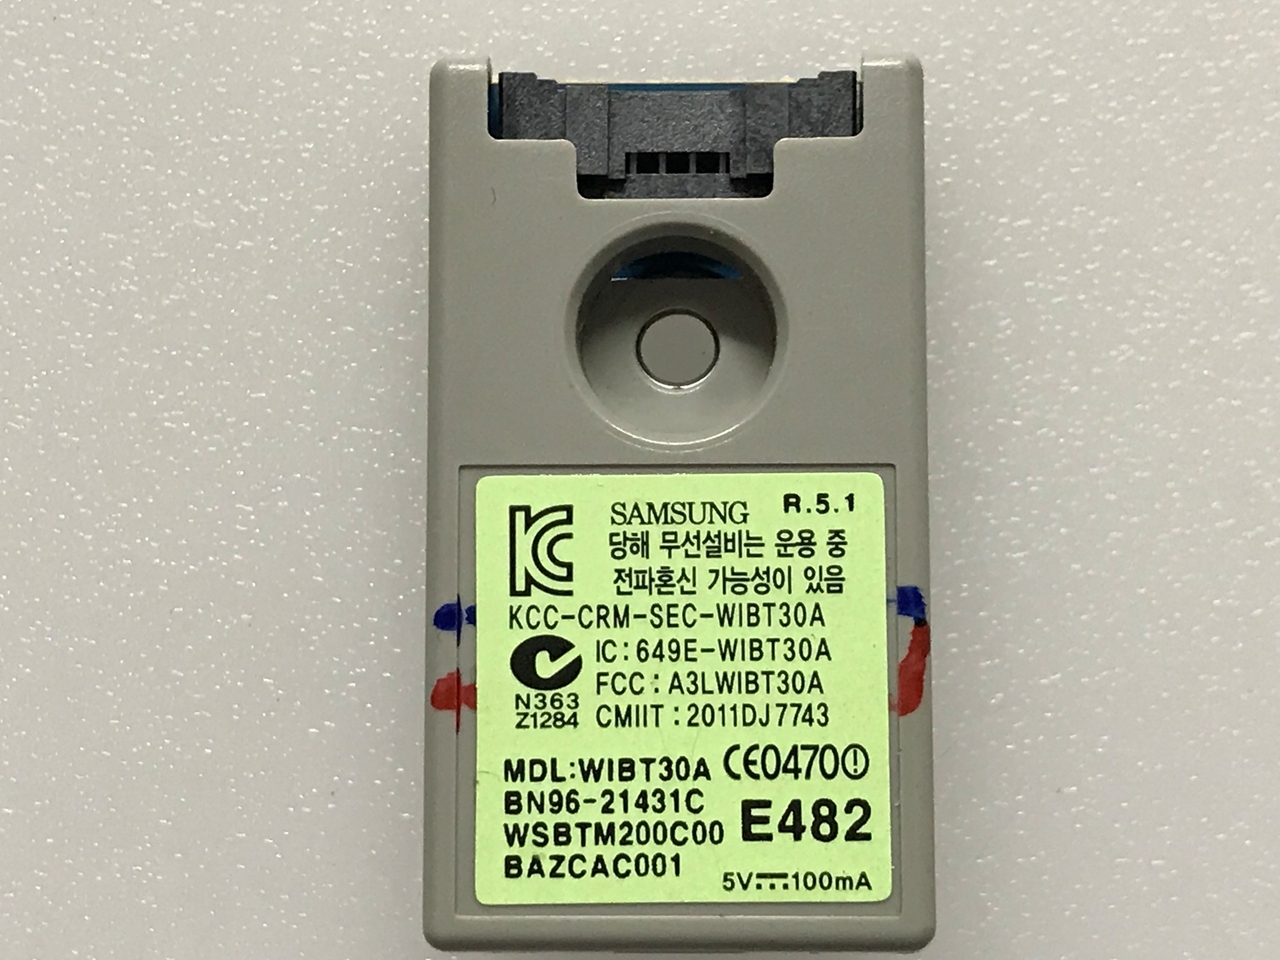 SAMSUNG R.5.1
당해 무선설비는 운용 중
전파혼신 가능성이 있음
KCC-CRM-SEC-WIBT30A
IC:649E-WIBT30A
FCC:A3LWIBT30A
N363
Z1284
CMIIT:2011DJ7743
MDL:WIBT30A CE0470
BN96-21431C
E482
WSBTM200C00
BAZCAC001
5V⎓100mA